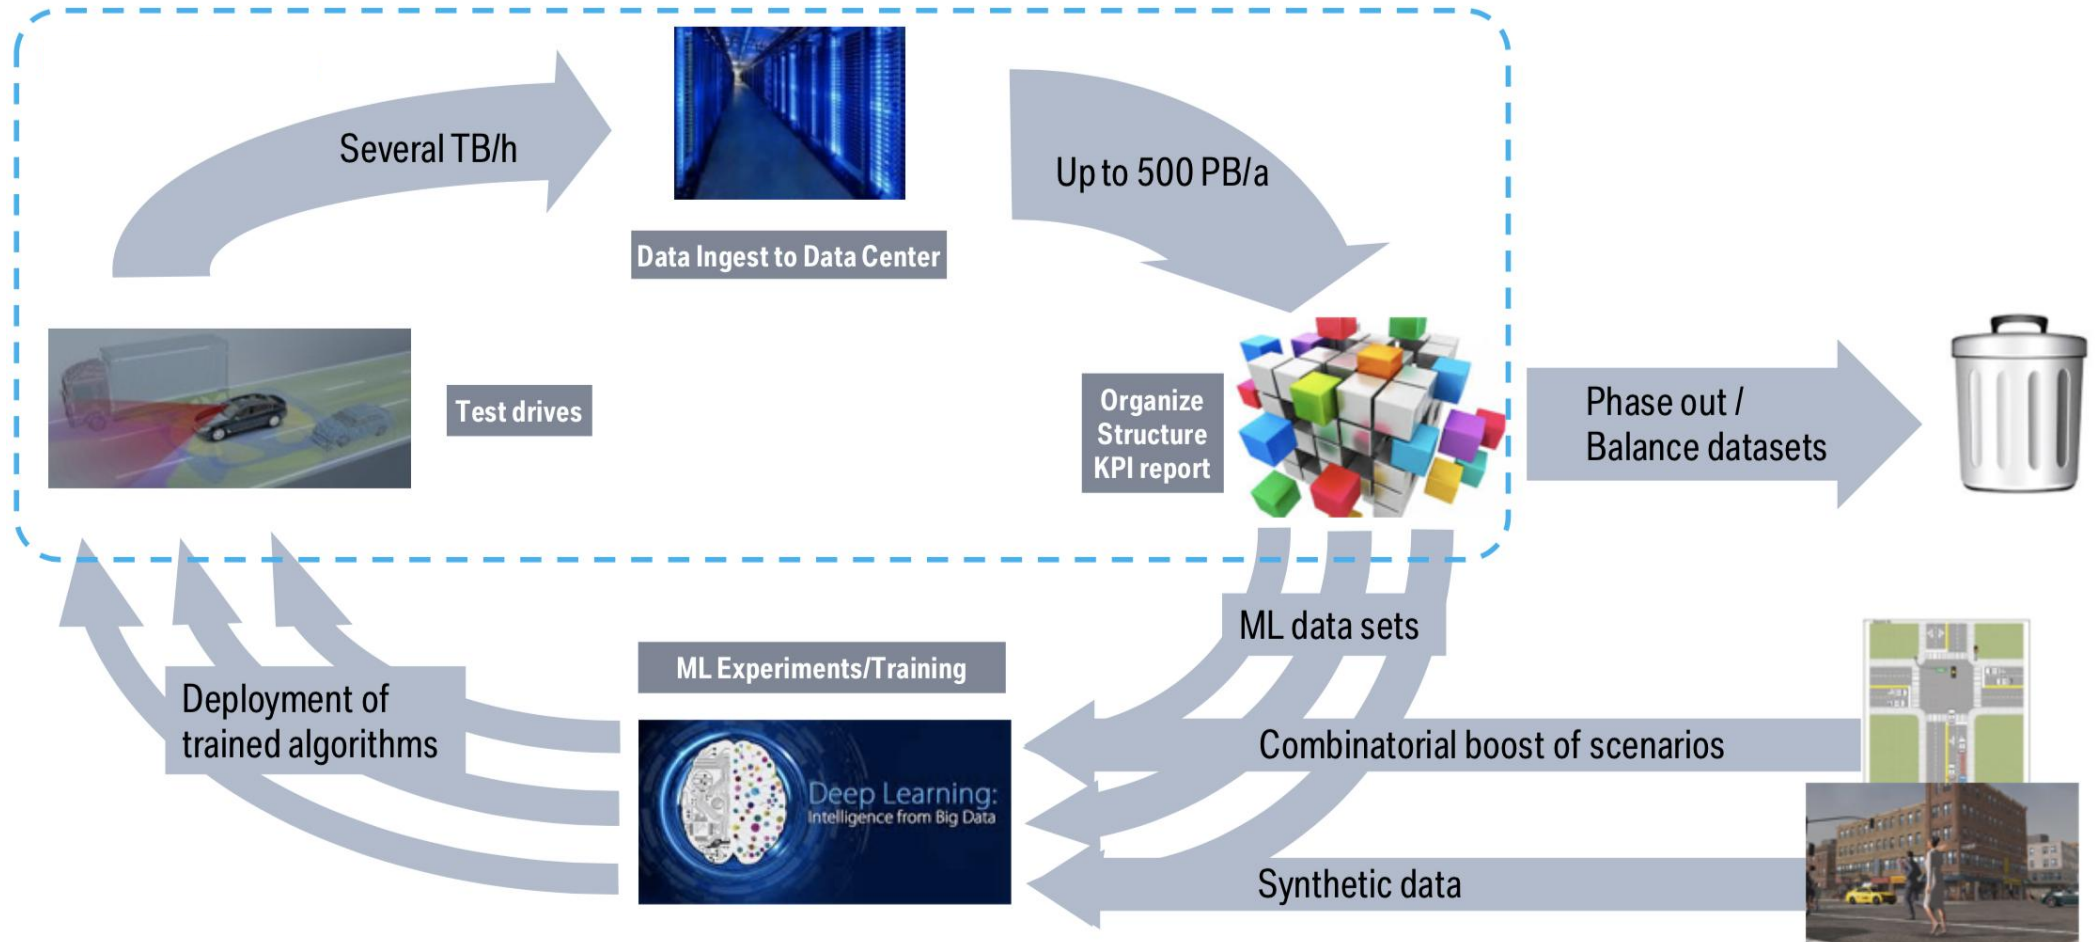 Several TB/h
Up to 500 PB/a
Data Ingest to Data Center
Test drives
Organize
Structure
KPI report
Phase out /
Balance datasets
ML data sets
ML Experiments/Training
Deployment of
trained algorithms
Combinatorial boost of scenarios
Deep Learning:
Intelligence from Big Data
Synthetic data